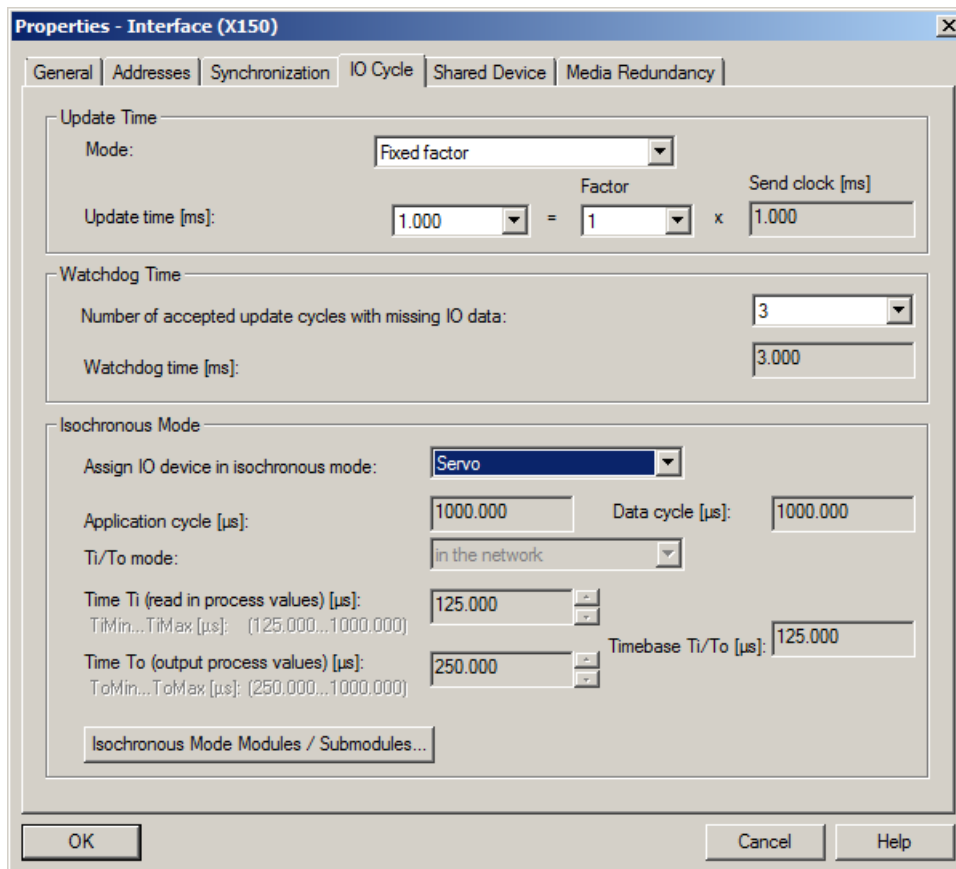 Properties - Interface (X150)
General Addresses Synchronization IO Cycle Shared Device Media Redundancy
Update Time
Mode: Fixed factor
Factor Send clock [ms]
Update time [ms]: 1.000 = 1 x 1.000
Watchdog Time
Number of accepted update cycles with missing IO data: 3
Watchdog time [ms]: 3.000
Isochronous Mode
Assign IO device in isochronous mode: Servo
Application cycle [µs]: 1000.000 Data cycle [µs]: 1000.000
Ti/To mode: in the network
Time Ti (read in process values) [µs]: 125.000
TiMin...TiMax [µs]: (125.000...1000.000)
Timebase Ti/To [µs]: 125.000
Time To (output process values) [µs]: 250.000
ToMin...ToMax [µs]: (250.000...1000.000)
Isochronous Mode Modules / Submodules...
OK Cancel Help